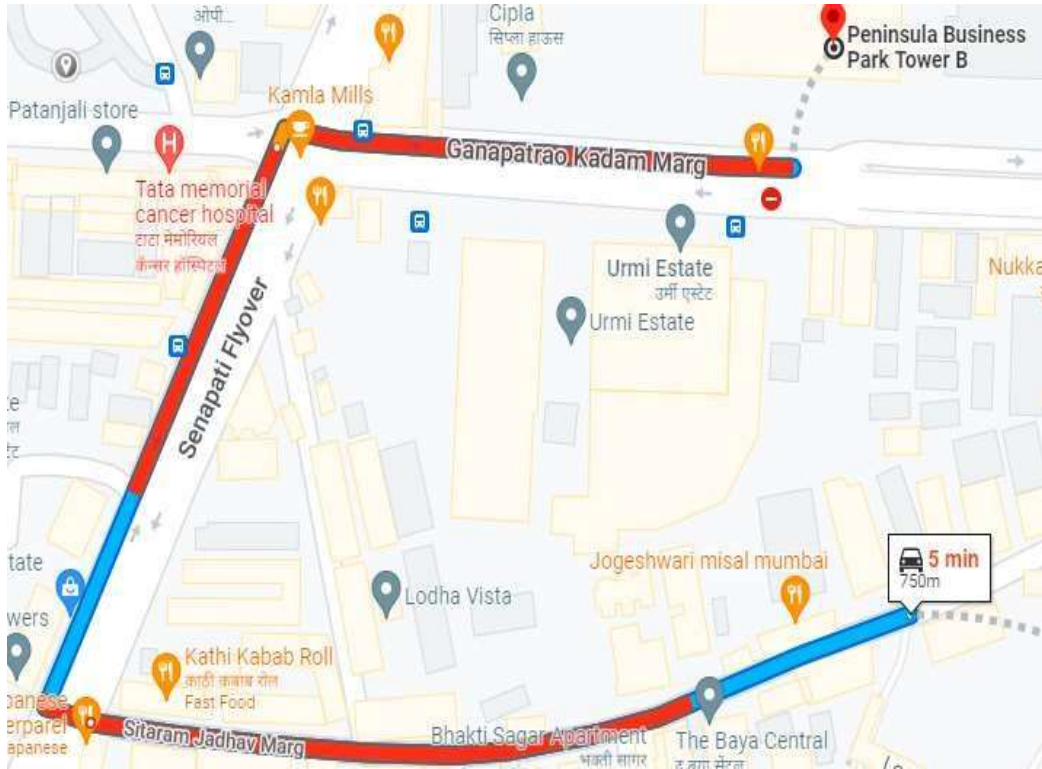 ओपी...
Cipla
सिप्ला हाऊस
Peninsula Business
Park Tower B
Patanjali store
Kamla Mills
H
Ganapatrao Kadam Marg
Tata memorial
cancer hospital
टाटा मेमोरियल
कॅन्सर हॉस्पिटल
Urmi Estate
उर्मी एस्टेट
Nukka
Urmi Estate
Senapati Flyover
tate
5 min
750m
Jogeshwari misal mumbai
Lodha Vista
wers
Kathi Kabab Roll
काठी कबाब रोल
Fast Food
panese
erparel
apanese
Sitaram Jadhav Marg
Bhakti Sagar Apartment
भक्ती सागर
The Baya Central